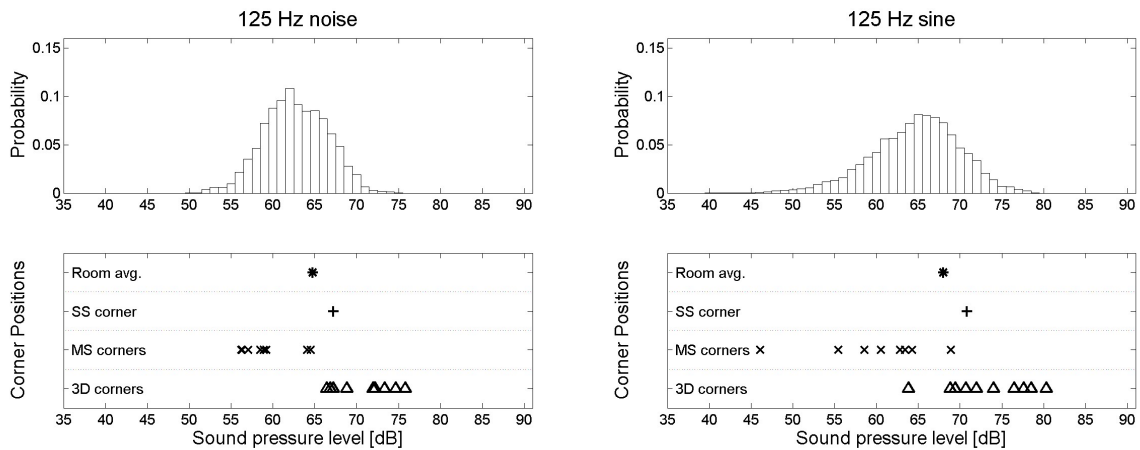 125 Hz noise
Probability
0.15
0.1
0.05
0
35 40 45 50 55 60 65 70 75 80 85 90
Corner Positions
Room avg.
SS corner
MS corners
3D corners
35 40 45 50 55 60 65 70 75 80 85 90
Sound pressure level [dB]
125 Hz sine
Probability
0.15
0.1
0.05
0
35 40 45 50 55 60 65 70 75 80 85 90
Corner Positions
Room avg.
SS corner
MS corners
3D corners
35 40 45 50 55 60 65 70 75 80 85 90
Sound pressure level [dB]